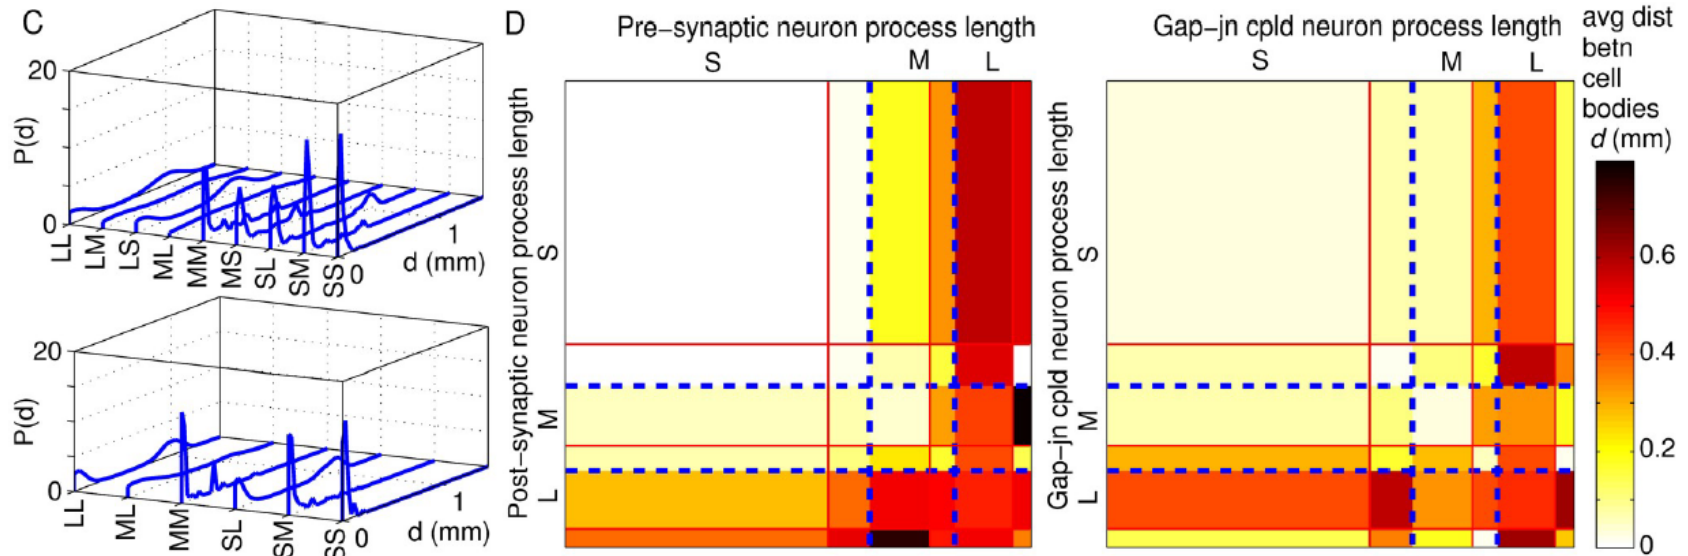 C
20
P(d)
0
LL
LM
LS
ML
MM
MS
SL
SM
SS
0
1
d (mm)
20
P(d)
0
LL
ML
MM
SL
SM
SS
0
1
d (mm)
D
Pre-synaptic neuron process length
S M L
Post-synaptic neuron process length
S
M
L
Gap-jn cpld neuron process length
S M L
Gap-jn cpld neuron process length
S
M
L
avg dist
betn
cell
bodies
d (mm)
0.6
0.4
0.2
0